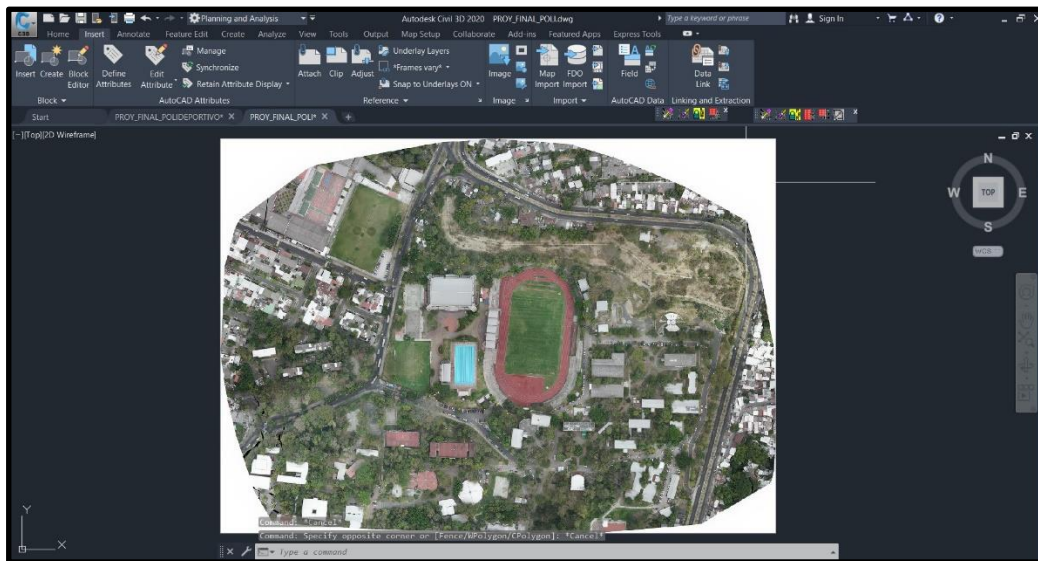 Planning and Analysis
Autodesk Civil 3D 2020 PROY_FINAL_POLI.dwg
Type a keyword or phrase
Sign In
C3D
Home Insert Annotate Feature Edit Create Analyze View Tools Output Map Setup Collaborate Add-ins Featured Apps Express Tools
Manage
Synchronize
Retain Attribute Display
Underlay Layers
*Frames vary*
Snap to Underlays ON
Insert Create Block Editor
Define Attributes
Edit Attribute
Attach Clip Adjust
Image
Map Import
FDO Import
Field
Data Link
Block AutoCAD Attributes Reference Image Import AutoCAD Data Linking and Extraction
Start PROY_FINAL_POLIDEPORTIVO* PROY_FINAL_POLI*
[−][Top][2D Wireframe]
N
W TOP E
S
WCS
Y
X
Command: *Cancel*
Command: Specify opposite corner or [Fence/WPolygon/CPolygon]: *Cancel*
Type a command